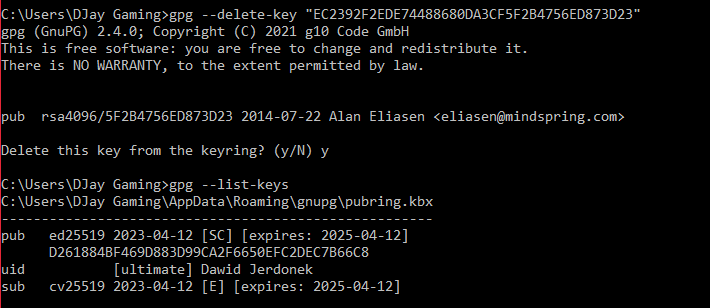 C:\Users\DJay Gaming>gpg --delete-key "EC2392F2EDE74488680DA3CF5F2B4756ED873D23"
gpg (GnuPG) 2.4.0; Copyright (C) 2021 g10 Code GmbH
This is free software: you are free to change and redistribute it.
There is NO WARRANTY, to the extent permitted by law.
pub  rsa4096/5F2B4756ED873D23 2014-07-22 Alan Eliasen <eliasen@mindspring.com>
Delete this key from the keyring? (y/N) y
C:\Users\DJay Gaming>gpg --list-keys
C:\Users\DJay Gaming\AppData\Roaming\gnupg\pubring.kbx
------------------------------------------------------
pub   ed25519 2023-04-12 [SC] [expires: 2025-04-12]
      D261884BF469D883D99CA2F6650EFC2DEC7B66C8
uid           [ultimate] Dawid Jerdonek
sub   cv25519 2023-04-12 [E] [expires: 2025-04-12]